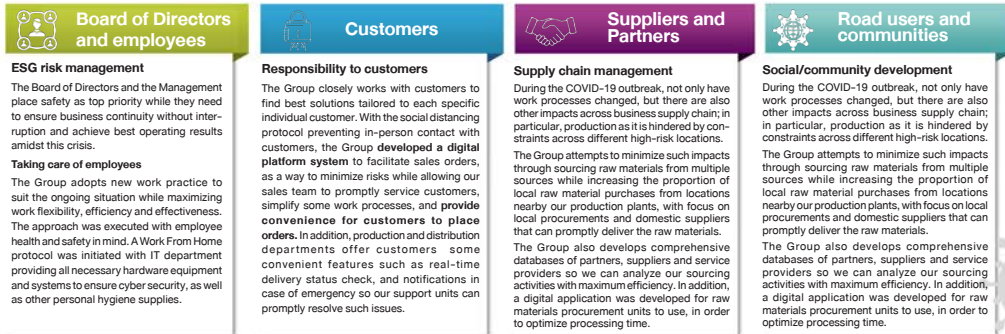 Board of Directors
and employees
ESG risk management
The Board of Directors and the Management
place safety as top priority while they need
to ensure business continuity without inter-
ruption and achieve best operating results
amidst this crisis.
Taking care of employees
The Group adopts new work practice to
suit the ongoing situation while maximizing
work flexibility, efficiency and effectiveness.
The approach was executed with employee
health and safety in mind. A Work From Home
protocol was initiated with IT department
providing all necessary hardware equipment
and systems to ensure cyber security, as well
as other personal hygiene supplies.
Customers
Responsibility to customers
The Group closely works with customers to
find best solutions tailored to each specific
individual customer. With the social distancing
protocol preventing in-person contact with
customers, the Group developed a digital
platform system to facilitate sales orders,
as a way to minimize risks while allowing our
sales team to promptly service customers,
simplify some work processes, and provide
convenience for customers to place
orders. In addition, production and distribution
departments offer customers some
convenient features such as real-time
delivery status check, and notifications in
case of emergency so our support units can
promptly resolve such issues.
Suppliers and
Partners
Supply chain management
During the COVID-19 outbreak, not only have
work processes changed, but there are also
other impacts across business supply chain; in
particular, production as it is hindered by con-
straints across different high-risk locations.
The Group attempts to minimize such impacts
through sourcing raw materials from multiple
sources while increasing the proportion of
local raw material purchases from locations
nearby our production plants, with focus on
local procurements and domestic suppliers
that can promptly deliver the raw materials.
The Group also develops comprehensive
databases of partners, suppliers and service
providers so we can analyze our sourcing
activities with maximum efficiency. In addition,
a digital application was developed for raw
materials procurement units to use, in order
to optimize processing time.
Road users and
communities
Social/community development
During the COVID-19 outbreak, not only have
work processes changed, but there are also
other impacts across business supply chain;
in particular, production as it is hindered by
constraints across different high-risk locations.
The Group attempts to minimize such impacts
through sourcing raw materials from multiple
sources while increasing the proportion of
local raw material purchases from locations
nearby our production plants, with focus on local
procurements and domestic suppliers that can
promptly deliver the raw materials.
The Group also develops comprehensive
databases of partners, suppliers and service
providers so we can analyze our sourcing
activities with maximum efficiency. In addition,
a digital application was developed for raw
materials procurement units to use, in order to
optimize processing time.